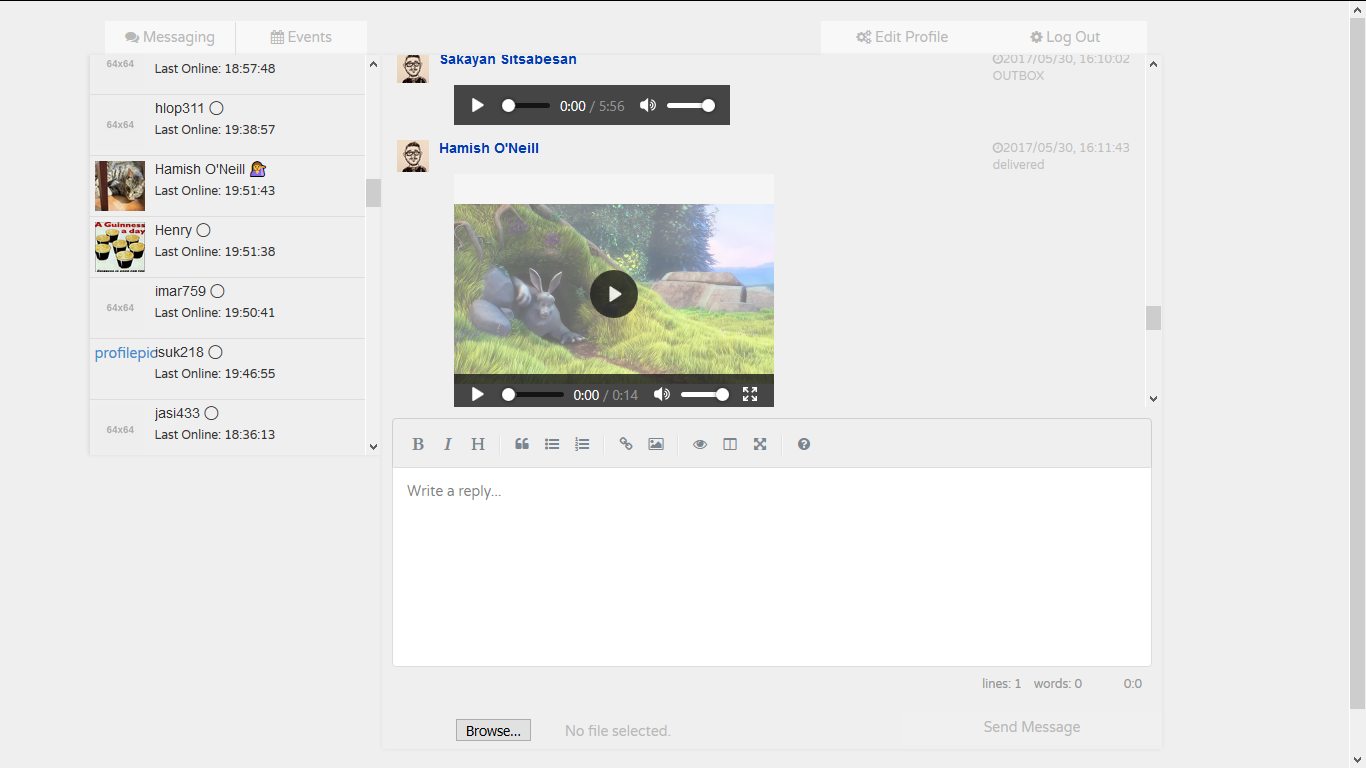 Messaging
Events
Edit Profile
Log Out
64x64
Last Online: 18:57:48
hlop311
64x64
Last Online: 19:38:57
Hamish O'Neill
Last Online: 19:51:43
A Guinness
a day
Henry
Last Online: 19:51:38
imar759
64x64
Last Online: 19:50:41
profilepic
isuk218
Last Online: 19:46:55
jasi433
64x64
Last Online: 18:36:13
Sakayan Sitsabesan
2017/05/30, 16:10:02
OUTBOX
0:00 / 5:56
Hamish O'Neill
2017/05/30, 16:11:43
delivered
0:00 / 0:14
B I H
Write a reply...
lines: 1 words: 0 0:0
Browse... No file selected.
Send Message